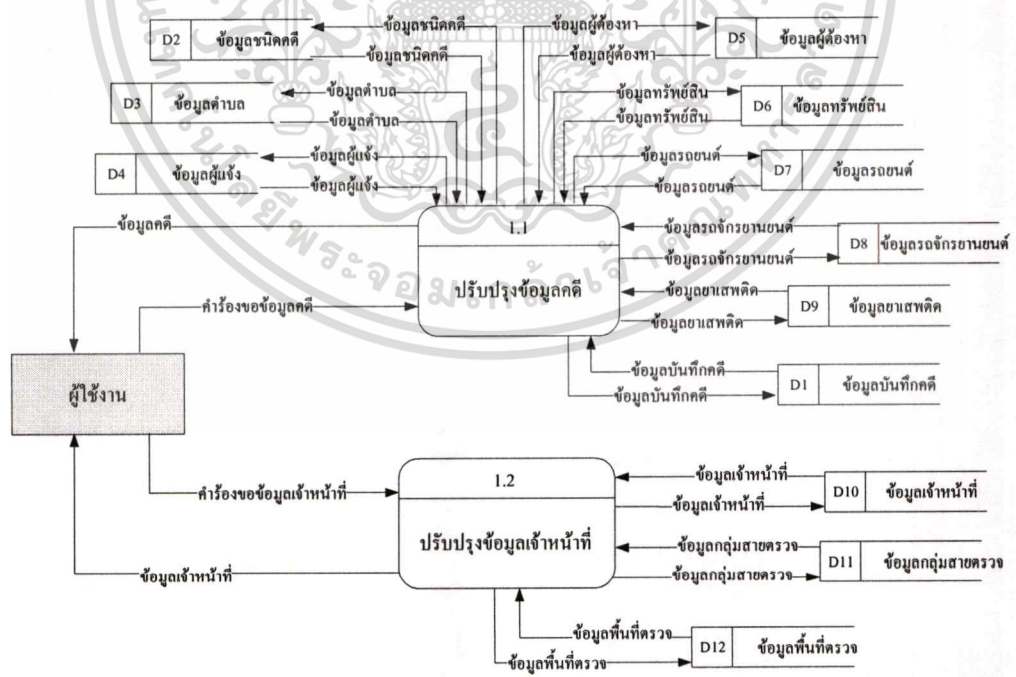 ข้อมูลชนิดคดี
D2 ข้อมูลชนิดคดี
ข้อมูลชนิดคดี
ข้อมูลผู้ต้องหา
ข้อมูลผู้ต้องหา
D5 ข้อมูลผู้ต้องหา
D3 ข้อมูลตำบล
ข้อมูลตำบล
ข้อมูลตำบล
ข้อมูลทรัพย์สิน
ข้อมูลทรัพย์สิน
D6 ข้อมูลทรัพย์สิน
D4 ข้อมูลผู้แจ้ง
ข้อมูลผู้แจ้ง
ข้อมูลผู้แจ้ง
ข้อมูลรถยนต์
ข้อมูลรถยนต์
D7 ข้อมูลรถยนต์
ข้อมูลคดี
คำร้องขอข้อมูลคดี
1.1
ปรับปรุงข้อมูลคดี
ข้อมูลรถจักรยานยนต์
ข้อมูลรถจักรยานยนต์
D8 ข้อมูลรถจักรยานยนต์
ข้อมูลยาเสพติด
ข้อมูลยาเสพติด
D9 ข้อมูลยาเสพติด
ข้อมูลบันทึกคดี
ข้อมูลบันทึกคดี
D1 ข้อมูลบันทึกคดี
ผู้ใช้งาน
คำร้องขอข้อมูลเจ้าหน้าที่
ข้อมูลเจ้าหน้าที่
1.2
ปรับปรุงข้อมูลเจ้าหน้าที่
ข้อมูลเจ้าหน้าที่
ข้อมูลเจ้าหน้าที่
D10 ข้อมูลเจ้าหน้าที่
ข้อมูลกลุ่มสายตรวจ
ข้อมูลกลุ่มสายตรวจ
D11 ข้อมูลกลุ่มสายตรวจ
ข้อมูลพื้นที่ตรวจ
ข้อมูลพื้นที่ตรวจ
D12 ข้อมูลพื้นที่ตรวจ
พระจอมเกล้าเจ้าคุณทหาร